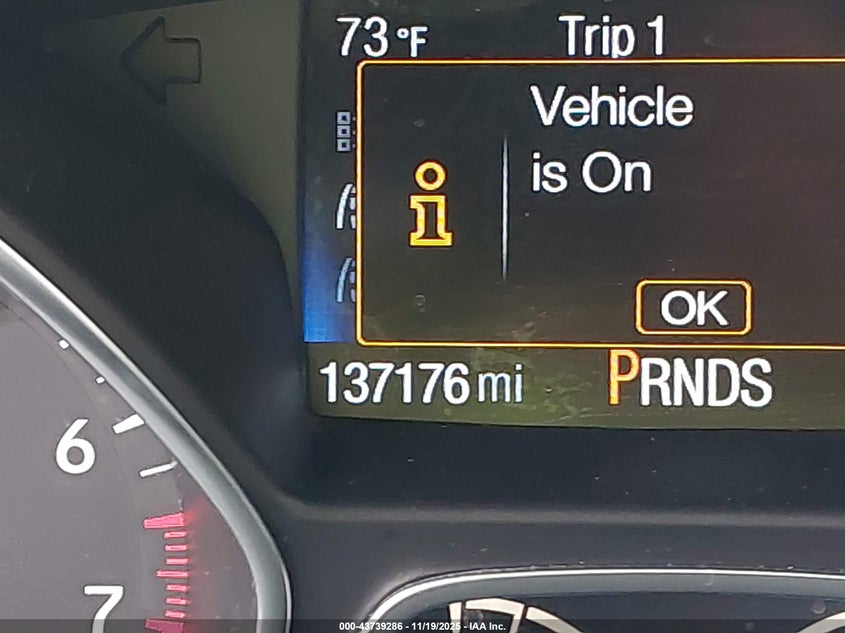 73 °F Trip 1
Vehicle
is On
OK
137176 mi PRNDS
6
7
000-43739286 - 11/19/2025 - IAA Inc.